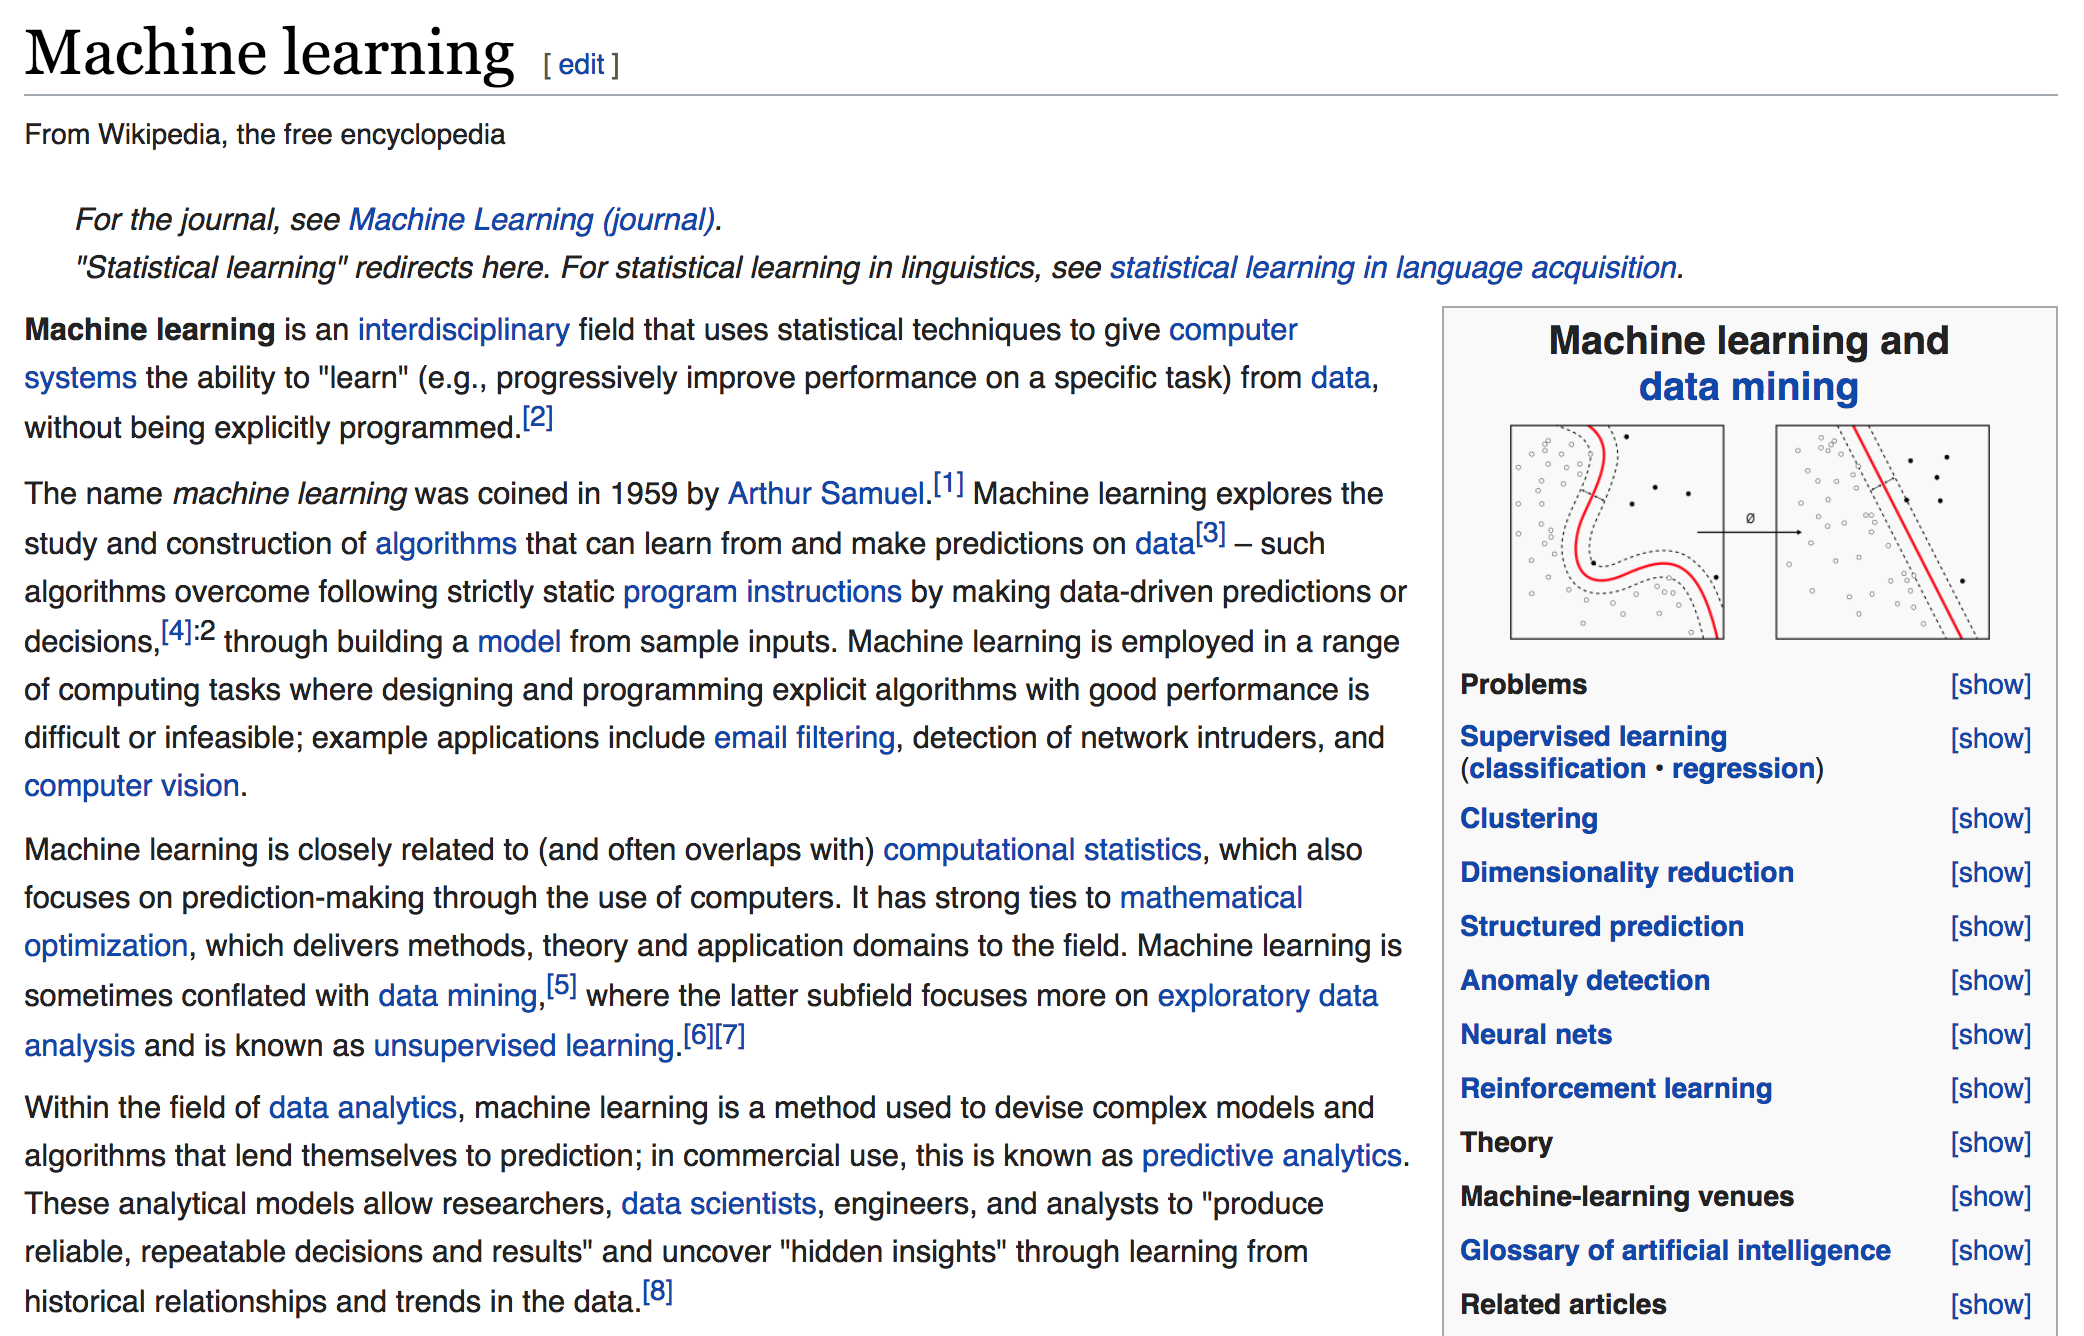 Machine learning [ edit ]
From Wikipedia, the free encyclopedia
For the journal, see Machine Learning (journal).
"Statistical learning" redirects here. For statistical learning in linguistics, see statistical learning in language acquisition.
Machine learning is an interdisciplinary field that uses statistical techniques to give computer
systems the ability to "learn" (e.g., progressively improve performance on a specific task) from data,
without being explicitly programmed.[2]
The name machine learning was coined in 1959 by Arthur Samuel.[1] Machine learning explores the
study and construction of algorithms that can learn from and make predictions on data[3] – such
algorithms overcome following strictly static program instructions by making data-driven predictions or
decisions,[4]:2 through building a model from sample inputs. Machine learning is employed in a range
of computing tasks where designing and programming explicit algorithms with good performance is
difficult or infeasible; example applications include email filtering, detection of network intruders, and
computer vision.
Machine learning is closely related to (and often overlaps with) computational statistics, which also
focuses on prediction-making through the use of computers. It has strong ties to mathematical
optimization, which delivers methods, theory and application domains to the field. Machine learning is
sometimes conflated with data mining,[5] where the latter subfield focuses more on exploratory data
analysis and is known as unsupervised learning.[6][7]
Within the field of data analytics, machine learning is a method used to devise complex models and
algorithms that lend themselves to prediction; in commercial use, this is known as predictive analytics.
These analytical models allow researchers, data scientists, engineers, and analysts to "produce
reliable, repeatable decisions and results" and uncover "hidden insights" through learning from
historical relationships and trends in the data.[8]
Machine learning and
data mining
ø
Problems [show]
Supervised learning [show]
(classification • regression)
Clustering [show]
Dimensionality reduction [show]
Structured prediction [show]
Anomaly detection [show]
Neural nets [show]
Reinforcement learning [show]
Theory [show]
Machine-learning venues [show]
Glossary of artificial intelligence [show]
Related articles [show]